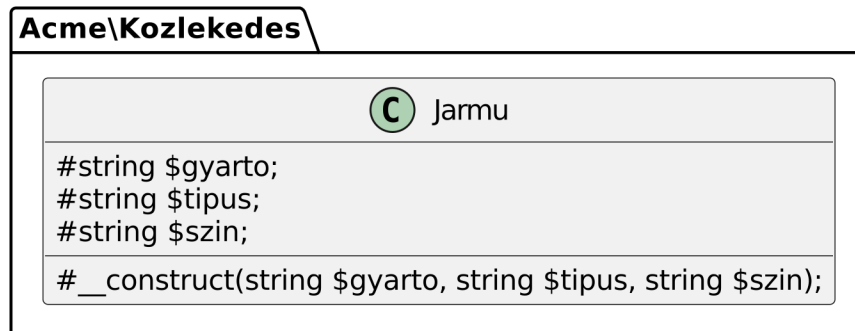 Acme\Kozlekedes
C Jarmu
#string $gyarto;
#string $tipus;
#string $szin;
#__construct(string $gyarto, string $tipus, string $szin);